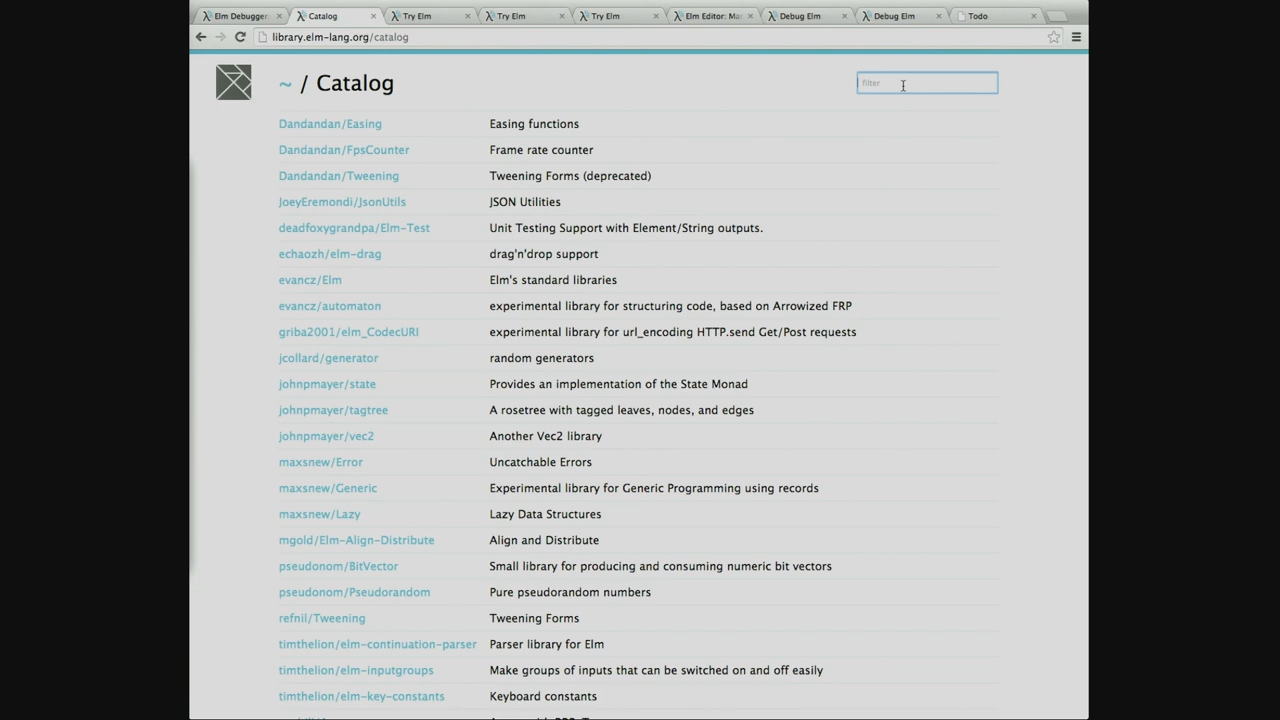 Elm Debugger
Catalog
Try Elm
Try Elm
Try Elm
Elm Editor: Ma
Debug Elm
Debug Elm
Todo
library.elm-lang.org/catalog
~ / Catalog
filter
Dandandan/Easing Easing functions
Dandandan/FpsCounter Frame rate counter
Dandandan/Tweening Tweening Forms (deprecated)
JoeyEremondi/JsonUtils JSON Utilities
deadfoxygrandpa/Elm-Test Unit Testing Support with Element/String outputs.
echaozh/elm-drag drag'n'drop support
evancz/Elm Elm's standard libraries
evancz/automaton experimental library for structuring code, based on Arrowized FRP
griba2001/elm_CodecURI experimental library for url_encoding HTTP.send Get/Post requests
jcollard/generator random generators
johnpmayer/state Provides an implementation of the State Monad
johnpmayer/tagtree A rosetree with tagged leaves, nodes, and edges
johnpmayer/vec2 Another Vec2 library
maxsnew/Error Uncatchable Errors
maxsnew/Generic Experimental library for Generic Programming using records
maxsnew/Lazy Lazy Data Structures
mgold/Elm-Align-Distribute Align and Distribute
pseudonom/BitVector Small library for producing and consuming numeric bit vectors
pseudonom/Pseudorandom Pure pseudorandom numbers
refnil/Tweening Tweening Forms
timthelion/elm-continuation-parser Parser library for Elm
timthelion/elm-inputgroups Make groups of inputs that can be switched on and off easily
timthelion/elm-key-constants Keyboard constants